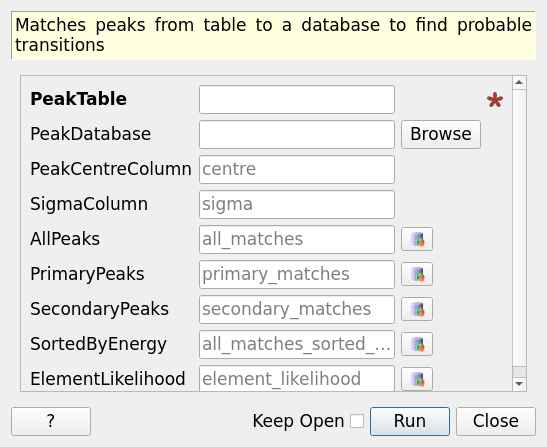 Matches peaks from table to a database to find probable
transitions
PeakTable *
PeakDatabase Browse
PeakCentreColumn centre
SigmaColumn sigma
AllPeaks all_matches
PrimaryPeaks primary_matches
SecondaryPeaks secondary_matches
SortedByEnergy all_matches_sorted_...
ElementLikelihood element_likelihood
? Keep Open Run Close